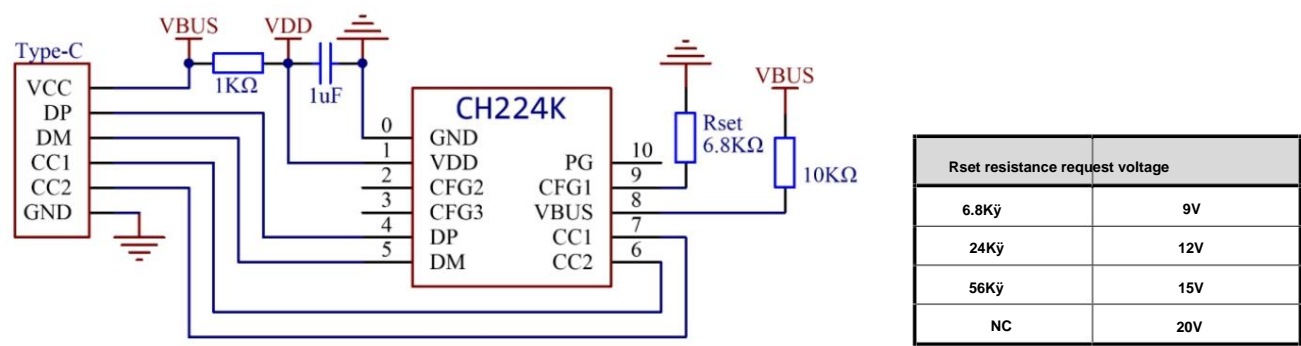 VBUS VDD
Type-C
VCC
DP
DM
CC1
CC2
GND
1KΩ
1uF
CH224K
0 GND
1 VDD
2 CFG2
3 CFG3
4 DP
5 DM
PG 10
CFG1 9
VBUS 8
CC1 7
CC2 6
Rset
6.8KΩ
VBUS
10KΩ
Rset resistance request voltage
6.8Kÿ 9V
24Kÿ 12V
56Kÿ 15V
NC 20V